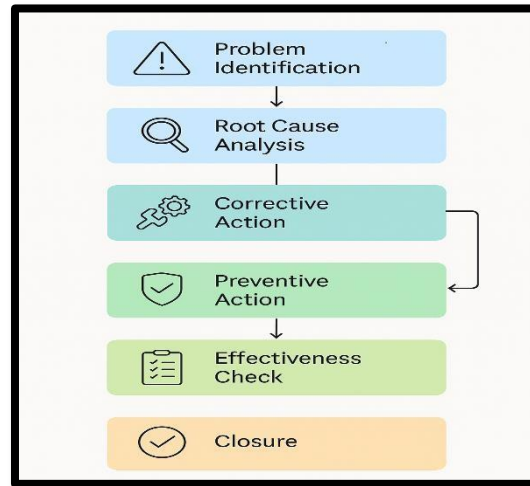 Problem
Identification
Root Cause
Analysis
Corrective
Action
Preventive
Action
Effectiveness
Check
Closure